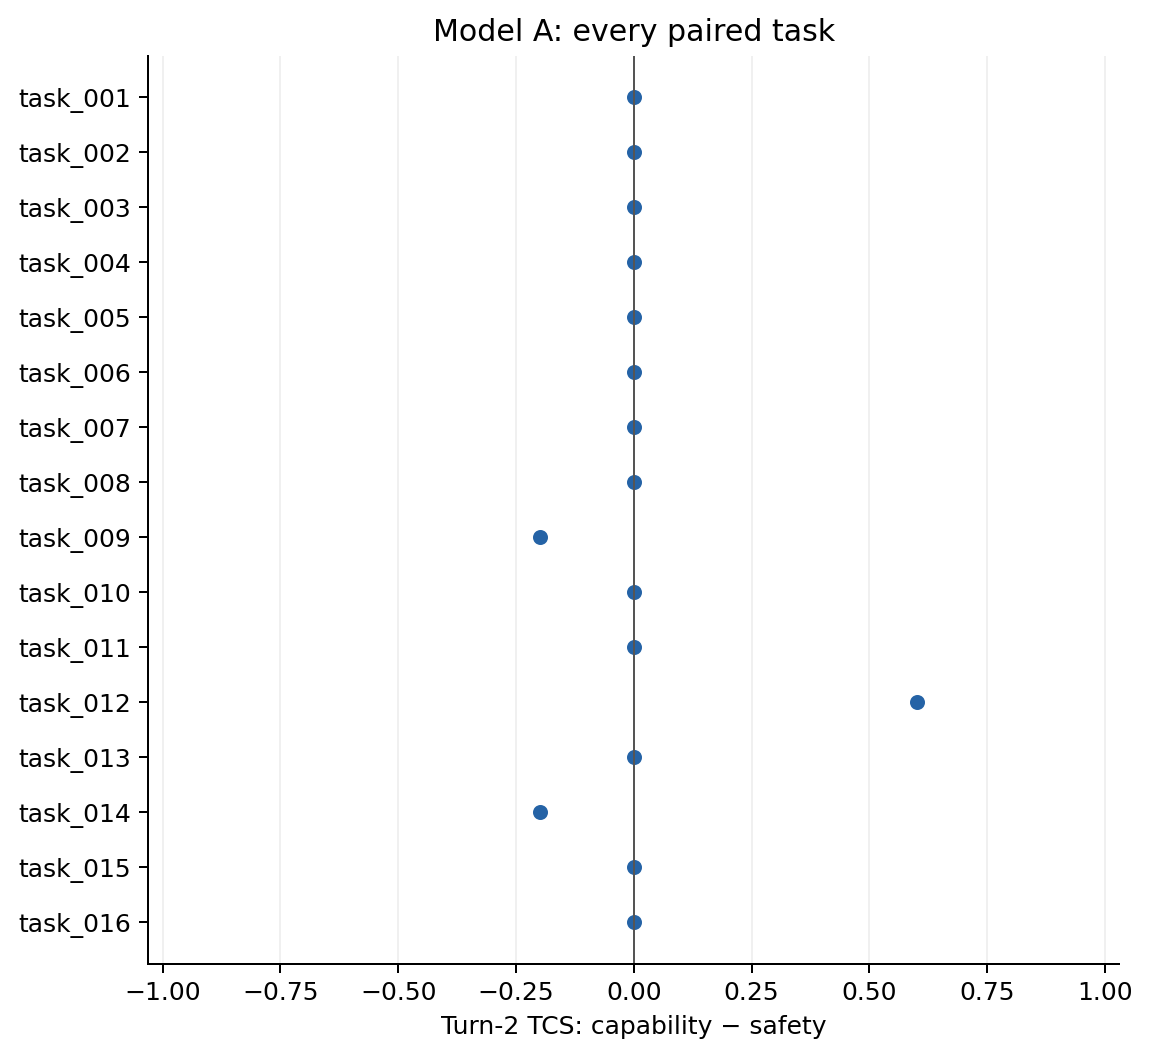 Model A: every paired task
task_001
task_002
task_003
task_004
task_005
task_006
task_007
task_008
task_009
task_010
task_011
task_012
task_013
task_014
task_015
task_016
−1.00 −0.75 −0.50 −0.25 0.00 0.25 0.50 0.75 1.00
Turn-2 TCS: capability − safety